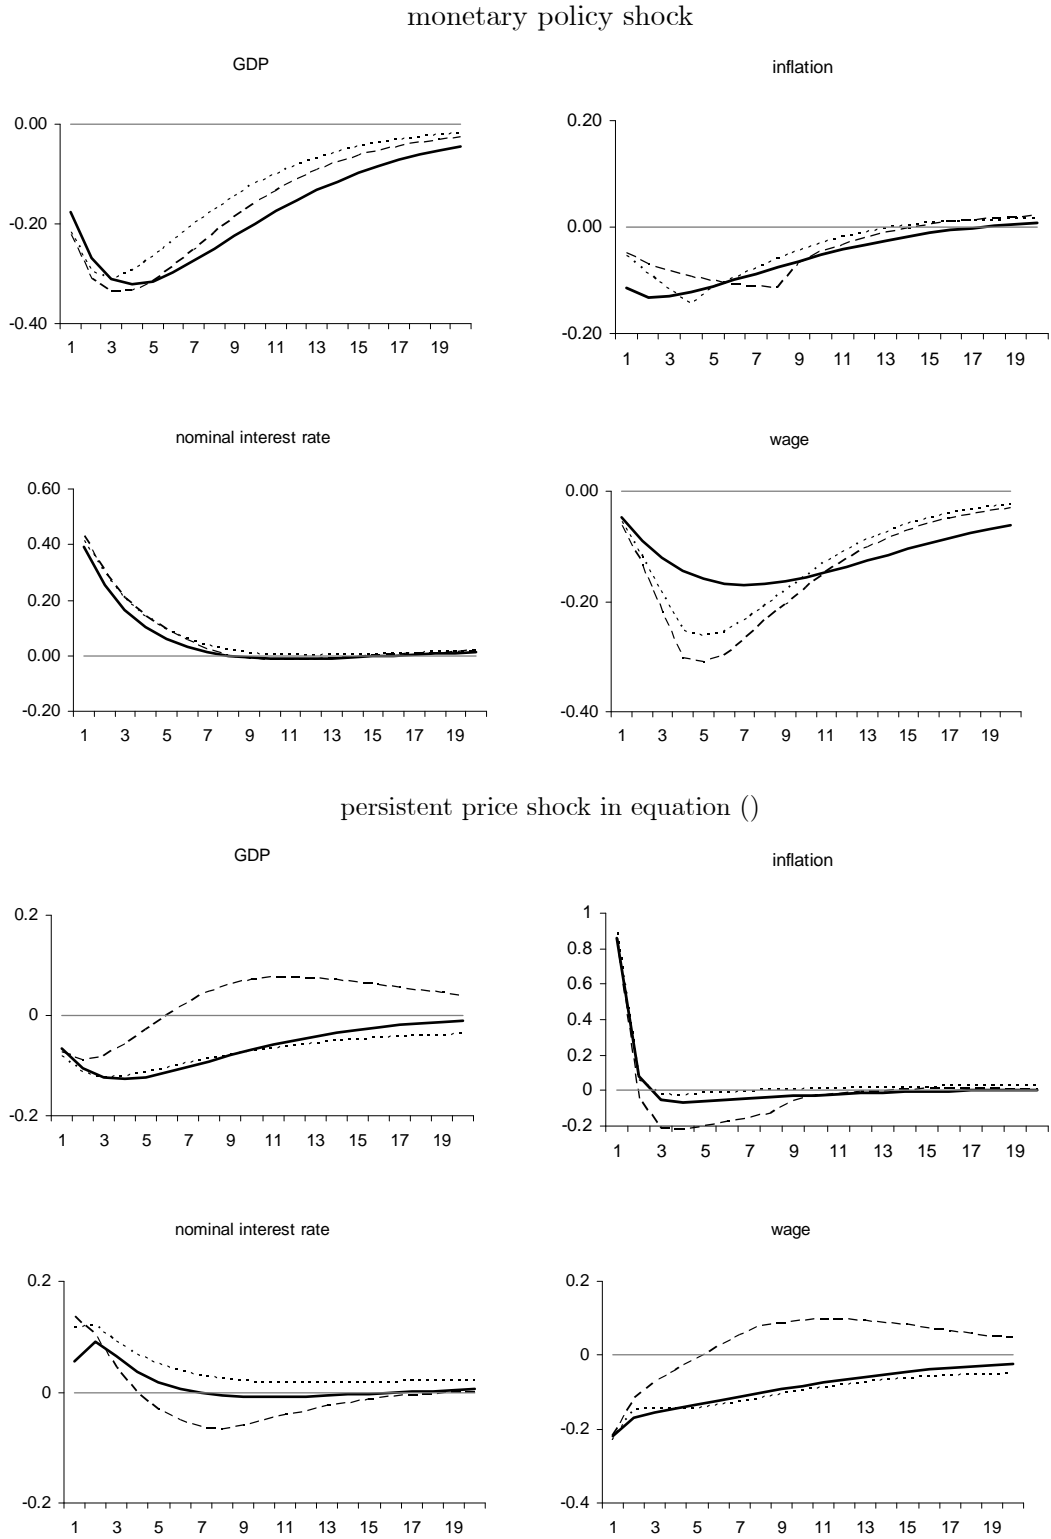 monetary policy shock
GDP
0.00
-0.20
-0.40
1 3 5 7 9 11 13 15 17 19
inflation
0.20
0.00
-0.20
1 3 5 7 9 11 13 15 17 19
nominal interest rate
0.60
0.40
0.20
0.00
-0.20
1 3 5 7 9 11 13 15 17 19
wage
0.00
-0.20
-0.40
1 3 5 7 9 11 13 15 17 19
persistent price shock in equation ()
GDP
0.2
0
-0.2
1 3 5 7 9 11 13 15 17 19
inflation
1
0.8
0.6
0.4
0.2
0
-0.2
1 3 5 7 9 11 13 15 17 19
nominal interest rate
0.2
0
-0.2
1 3 5 7 9 11 13 15 17 19
wage
0.2
0
-0.2
-0.4
1 3 5 7 9 11 13 15 17 19